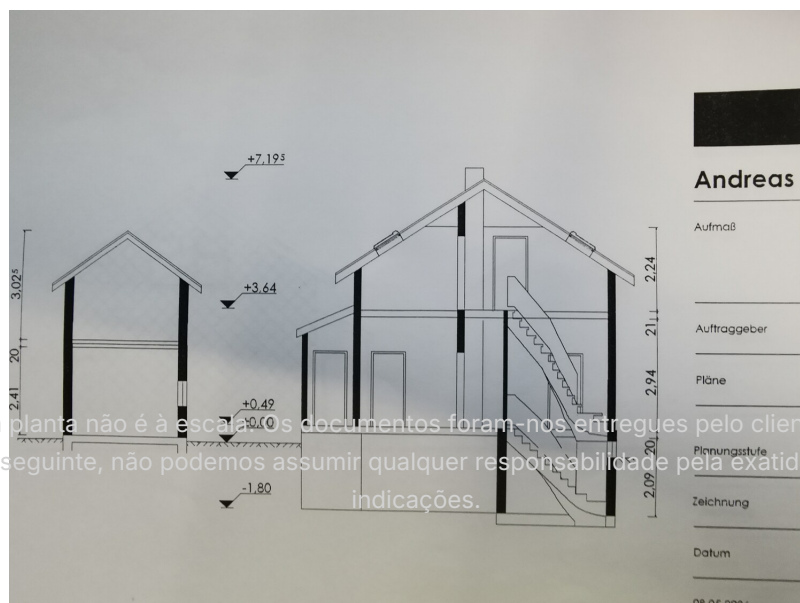 +7,19⁵
Andreas
Aufmaß
3,02⁵
2,24
+3.64
21
Auftraggeber
20
2,94
Pläne
2,41
+0,49
±0,00
planta não é à escala. Os documentos foram-nos entregues pelo clien
Planungsstufe
20
seguinte, não podemos assumir qualquer responsabilidade pela exatid
-1,80
2,09
indicações.
Zeichnung
Datum